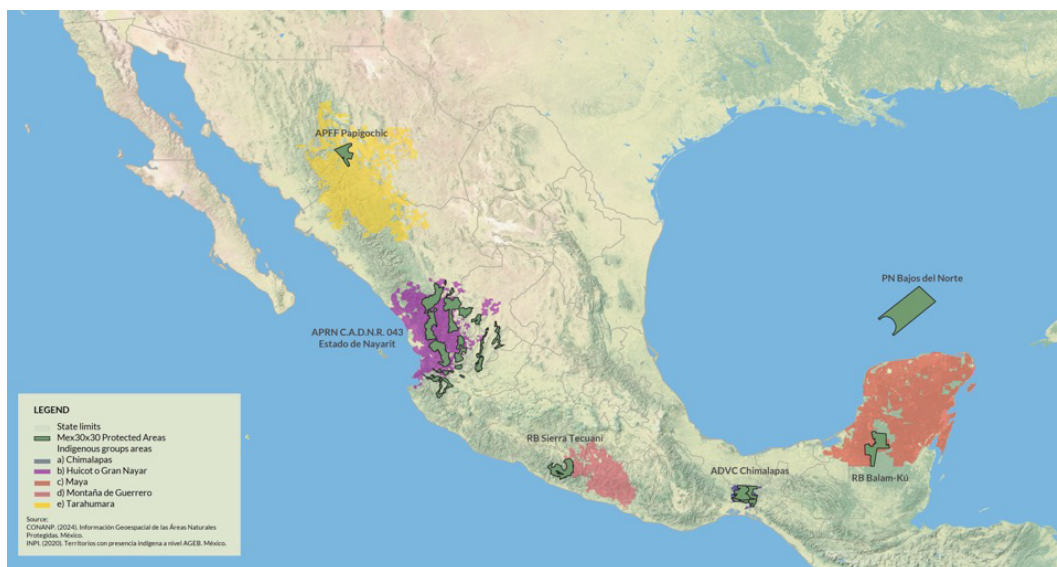 APFF Papigochic
PN Bajos del Norte
APRN C.A.D.N.R. 043
Estado de Nayarit
RB Sierra Tecuani
ADVC Chimalapas
RB Balam-Kú
LEGEND
State limits
Mex30x30 Protected Areas
Indigenous groups areas
a) Chimalapas
b) Huicot o Gran Nayar
c) Maya
d) Montaña de Guerrero
e) Tarahumara
Source:
CONANP. (2024). Información Geoespacial de las Áreas Naturales
Protegidas. México.
INPI. (2020). Territorios con presencia indígena a nivel AGEB. México.